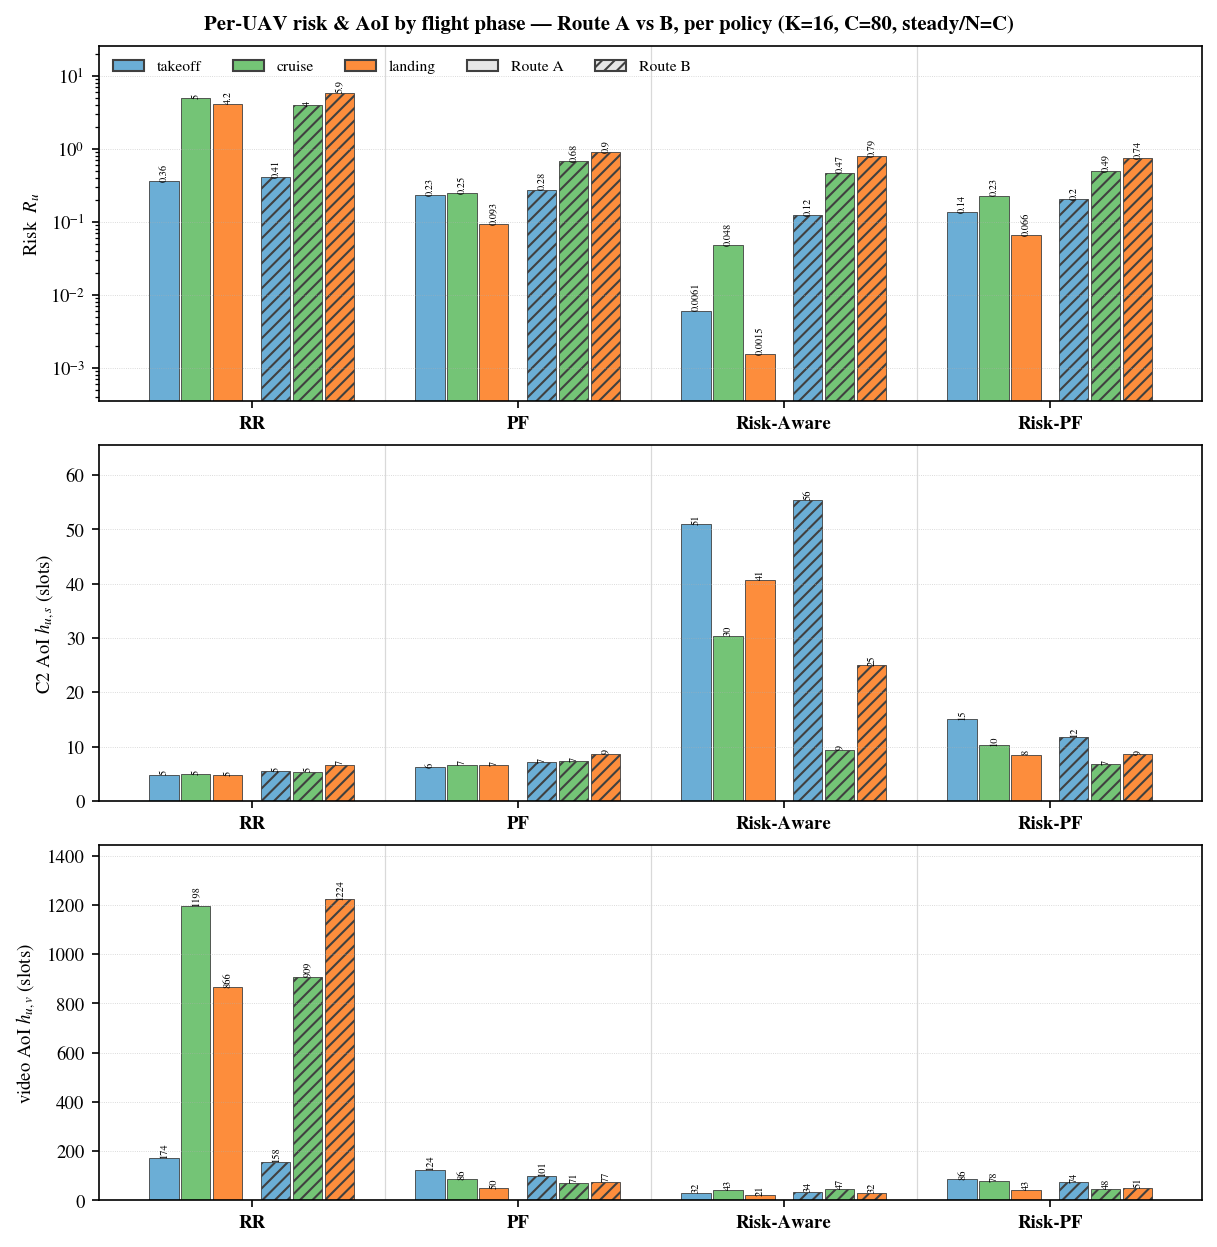 Per-UAV risk & AoI by flight phase — Route A vs B, per policy (K=16, C=80, steady/N=C)
takeoff cruise landing Route A Route B
Risk R_u
10¹
10⁰
10⁻¹
10⁻²
10⁻³
0.36 5 4.2 0.41 4 5.9
0.23 0.25 0.093 0.28 0.68 0.9
0.0061 0.048 0.0015 0.12 0.47 0.79
0.14 0.23 0.066 0.2 0.49 0.74
RR PF Risk-Aware Risk-PF
C2 AoI h_{u,s} (slots)
60
50
40
30
20
10
0
5 5 5 5 5 7
6 7 7 7 7 9
51 30 41 56 9 25
15 10 8 12 7 9
RR PF Risk-Aware Risk-PF
video AoI h_{u,v} (slots)
1400
1200
1000
800
600
400
200
0
174 1198 866 158 909 1224
124 86 50 101 71 77
32 43 21 34 47 32
86 78 43 74 48 51
RR PF Risk-Aware Risk-PF